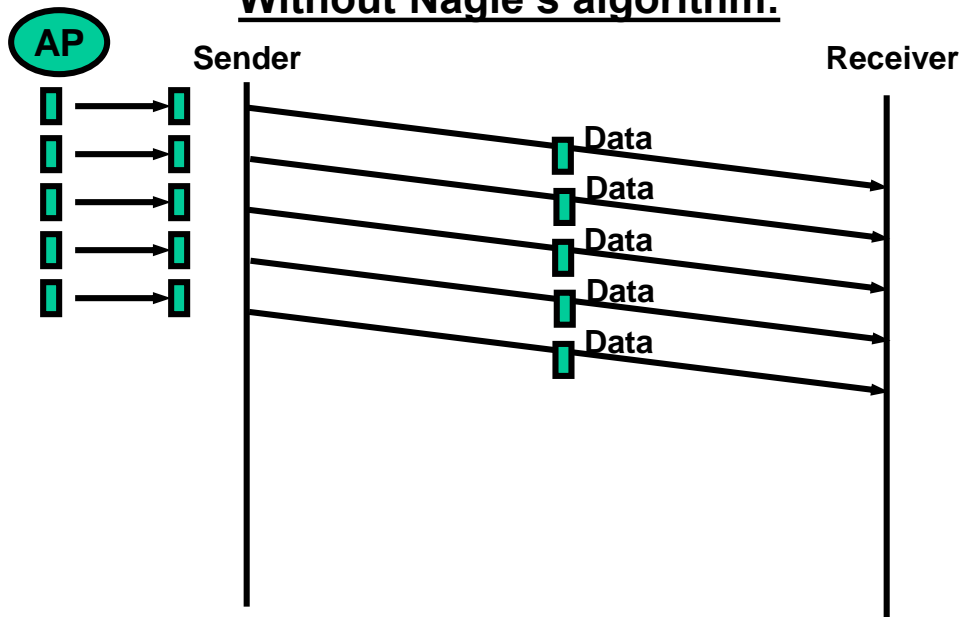 Without Nagle's algorithm:
AP
Sender
Receiver
Data
Data
Data
Data
Data